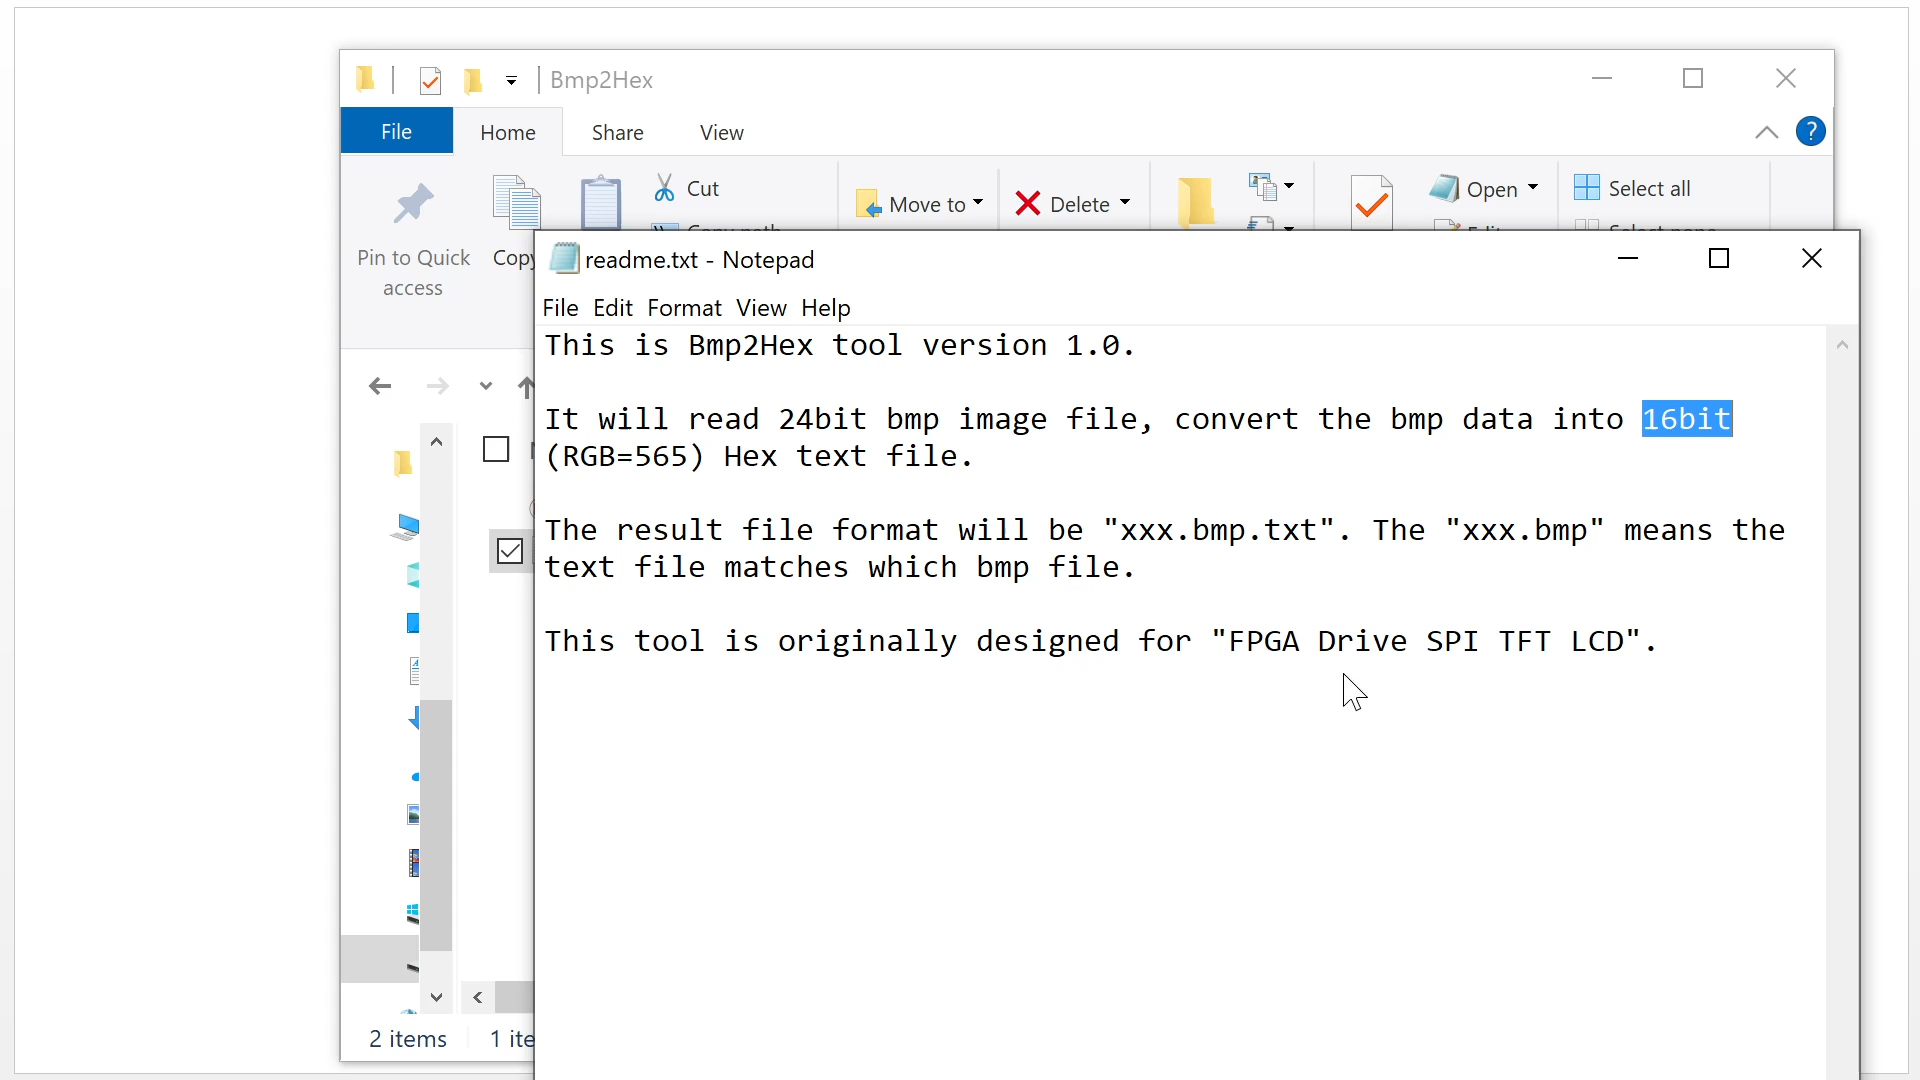 Bmp2Hex
File Home Share View
Cut
Move to Delete Open Select all
Pin to Quick access
Copy
readme.txt - Notepad
File Edit Format View Help
This is Bmp2Hex tool version 1.0.
It will read 24bit bmp image file, convert the bmp data into 16bit
(RGB=565) Hex text file.
The result file format will be "xxx.bmp.txt". The "xxx.bmp" means the
text file matches which bmp file.
This tool is originally designed for "FPGA Drive SPI TFT LCD".
2 items 1 ite